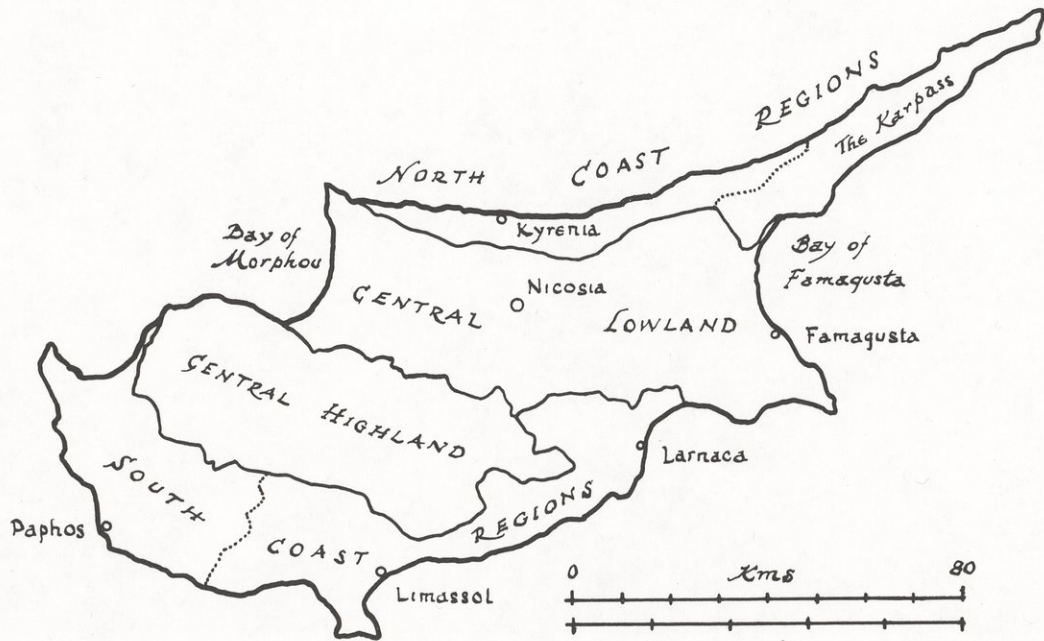 NORTH COAST REGIONS
The Karpass
Kyrenia
Bay of
Morphou
Bay of
Famagusta
Nicosia
CENTRAL LOWLAND
Famagusta
CENTRAL HIGHLAND
Larnaca
SOUTH COAST REGIONS
Paphos
Limassol
0 Kms 80